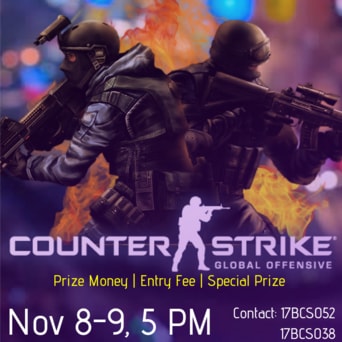 COUNTER STRIKE
GLOBAL OFFENSIVE
Prize Money | Entry Fee | Special Prize
Nov 8-9, 5 PM
Contact: 17BCS052
17BCS038